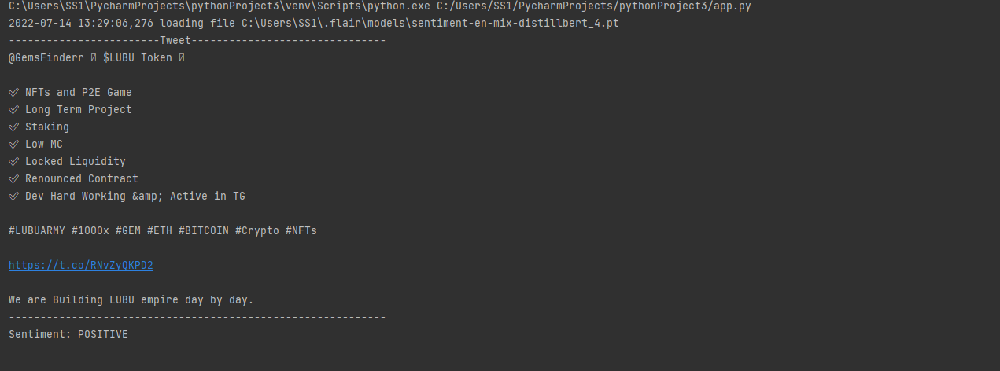 C:\Users\SS1\PycharmProjects\pythonProject3\venv\Scripts\python.exe C:/Users/SS1/PycharmProjects/pythonProject3/app.py
2022-07-14 13:29:06,276 loading file C:\Users\SS1\.flair\models\sentiment-en-mix-distillbert_4.pt
------------------------Tweet-------------------------------
@GemsFinderr  $LUBU Token 
✅ NFTs and P2E Game
✅ Long Term Project
✅ Staking
✅ Low MC
✅ Locked Liquidity
✅ Renounced Contract
✅ Dev Hard Working &amp; Active in TG
#LUBUARMY #1000x #GEM #ETH #BITCOIN #Crypto #NFTs
https://t.co/RNvZyQKPD2
We are Building LUBU empire day by day.
------------------------------------------------------------
Sentiment: POSITIVE